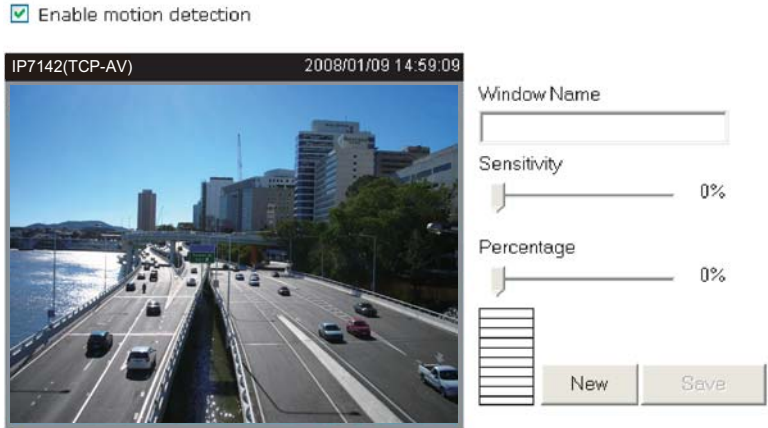 Enable motion detection
IP7142(TCP-AV) 2008/01/09 14:59:09
Window Name
Sensitivity
0%
Percentage
0%
New Save